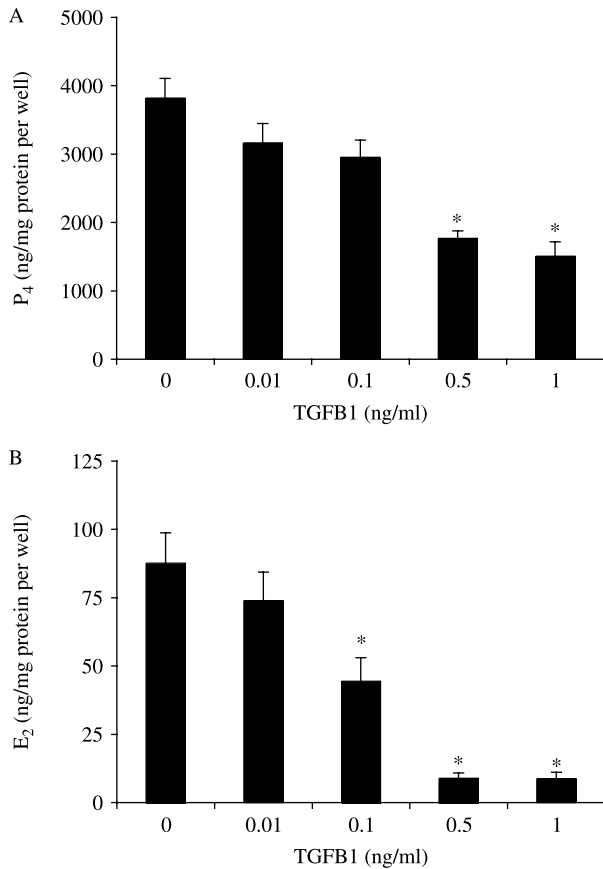 A
5000
4000
3000
2000
1000
0
P4 (ng/mg protein per well)
* *
0 0.01 0.1 0.5 1
TGFB1 (ng/ml)
B
125
100
75
50
25
0
E2 (ng/mg protein per well)
* * *
0 0.01 0.1 0.5 1
TGFB1 (ng/ml)